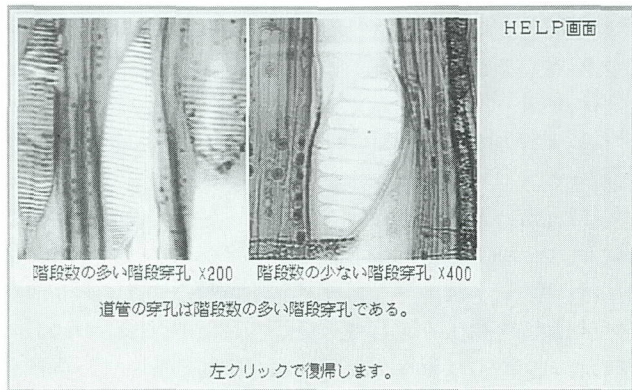 HELP画面
階段数の多い階段穿孔 X200
階段数の少ない階段穿孔 X400
道管の穿孔は階段数の多い階段穿孔である。
左クリックで復帰します。